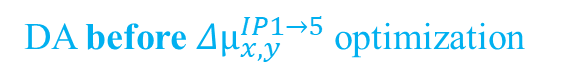 DA before Δμ_{x,y}^{IP1→5} optimization